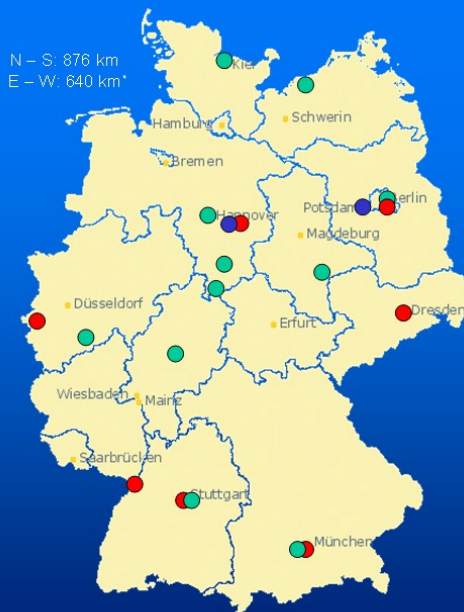 N – S: 876 km
E – W: 640 km*
Kiel
Schwerin
Hamburg
Bremen
Hannover
Potsdam
Berlin
Magdeburg
Düsseldorf
Dresden
Erfurt
Wiesbaden
Mainz
Saarbrücken
Stuttgart
München